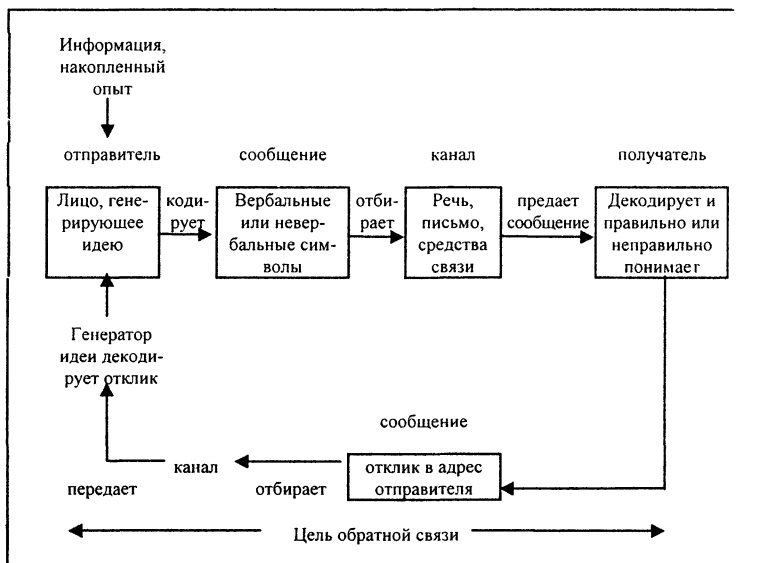 Информация,
накопленный
опыт
отправитель
сообщение
канал
получатель
Лицо, гене-
рирующее
идею
коди-
рует
Вербальные
или невер-
бальные сим-
волы
отби-
рает
Речь,
письмо,
средства
связи
предает
сообщение
Декодирует и
правильно или
неправильно
понимает
Генератор
идеи декоди-
рует отклик
сообщение
отклик в адрес
отправителя
отбирает
канал
передает
Цель обратной связи